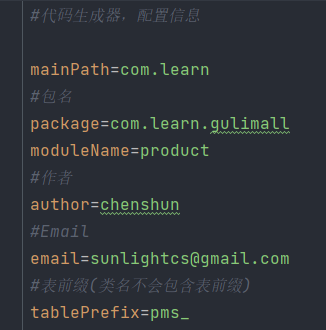 #代码生成器，配置信息
mainPath=com.learn
#包名
package=com.learn.gulimall
moduleName=product
#作者
author=chenshun
#Email
email=sunlightcs@gmail.com
#表前缀(类名不会包含表前缀)
tablePrefix=pms_